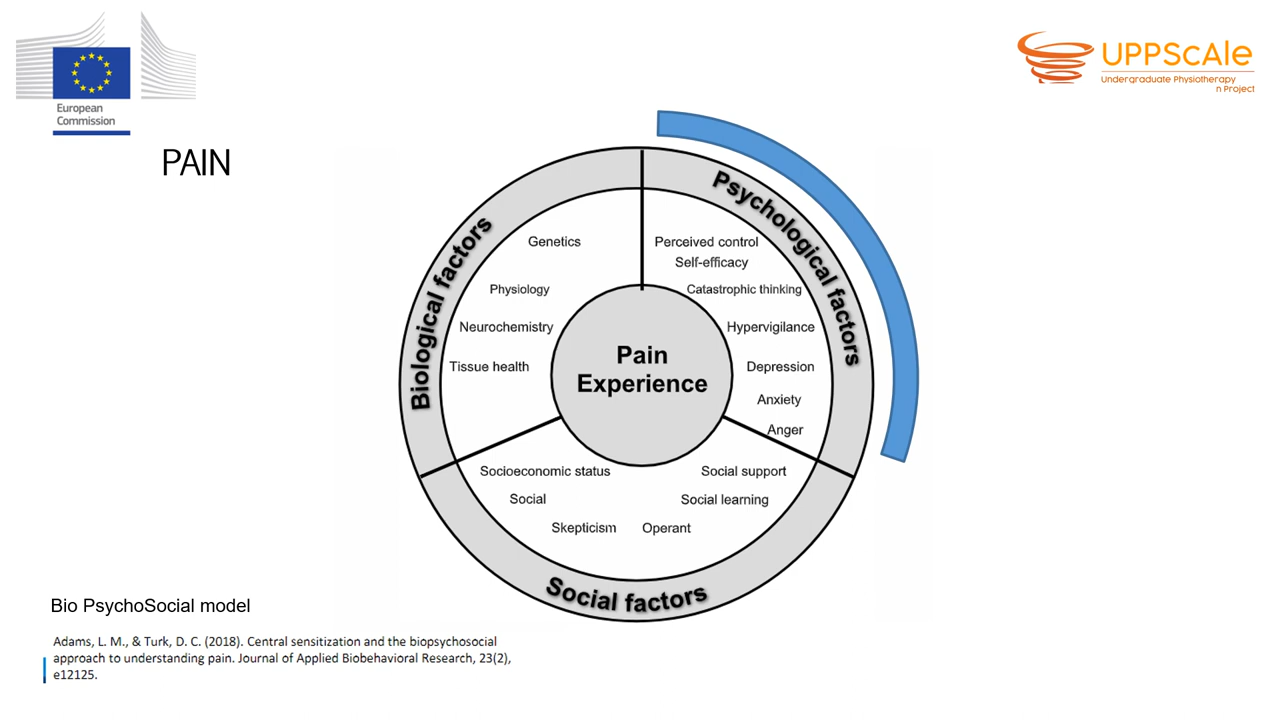 European
Commission
UPPScale
Undergraduate Physiotherapy
n Project
PAIN
Biological factors
Genetics
Physiology
Neurochemistry
Tissue health
Psychological factors
Perceived control
Self-efficacy
Catastrophic thinking
Hypervigilance
Depression
Anxiety
Anger
Pain
Experience
Socioeconomic status
Social
Skepticism
Social support
Social learning
Operant
Social factors
Bio PsychoSocial model
Adams, L. M., & Turk, D. C. (2018). Central sensitization and the biopsychosocial
approach to understanding pain. Journal of Applied Biobehavioral Research, 23(2),
e12125.